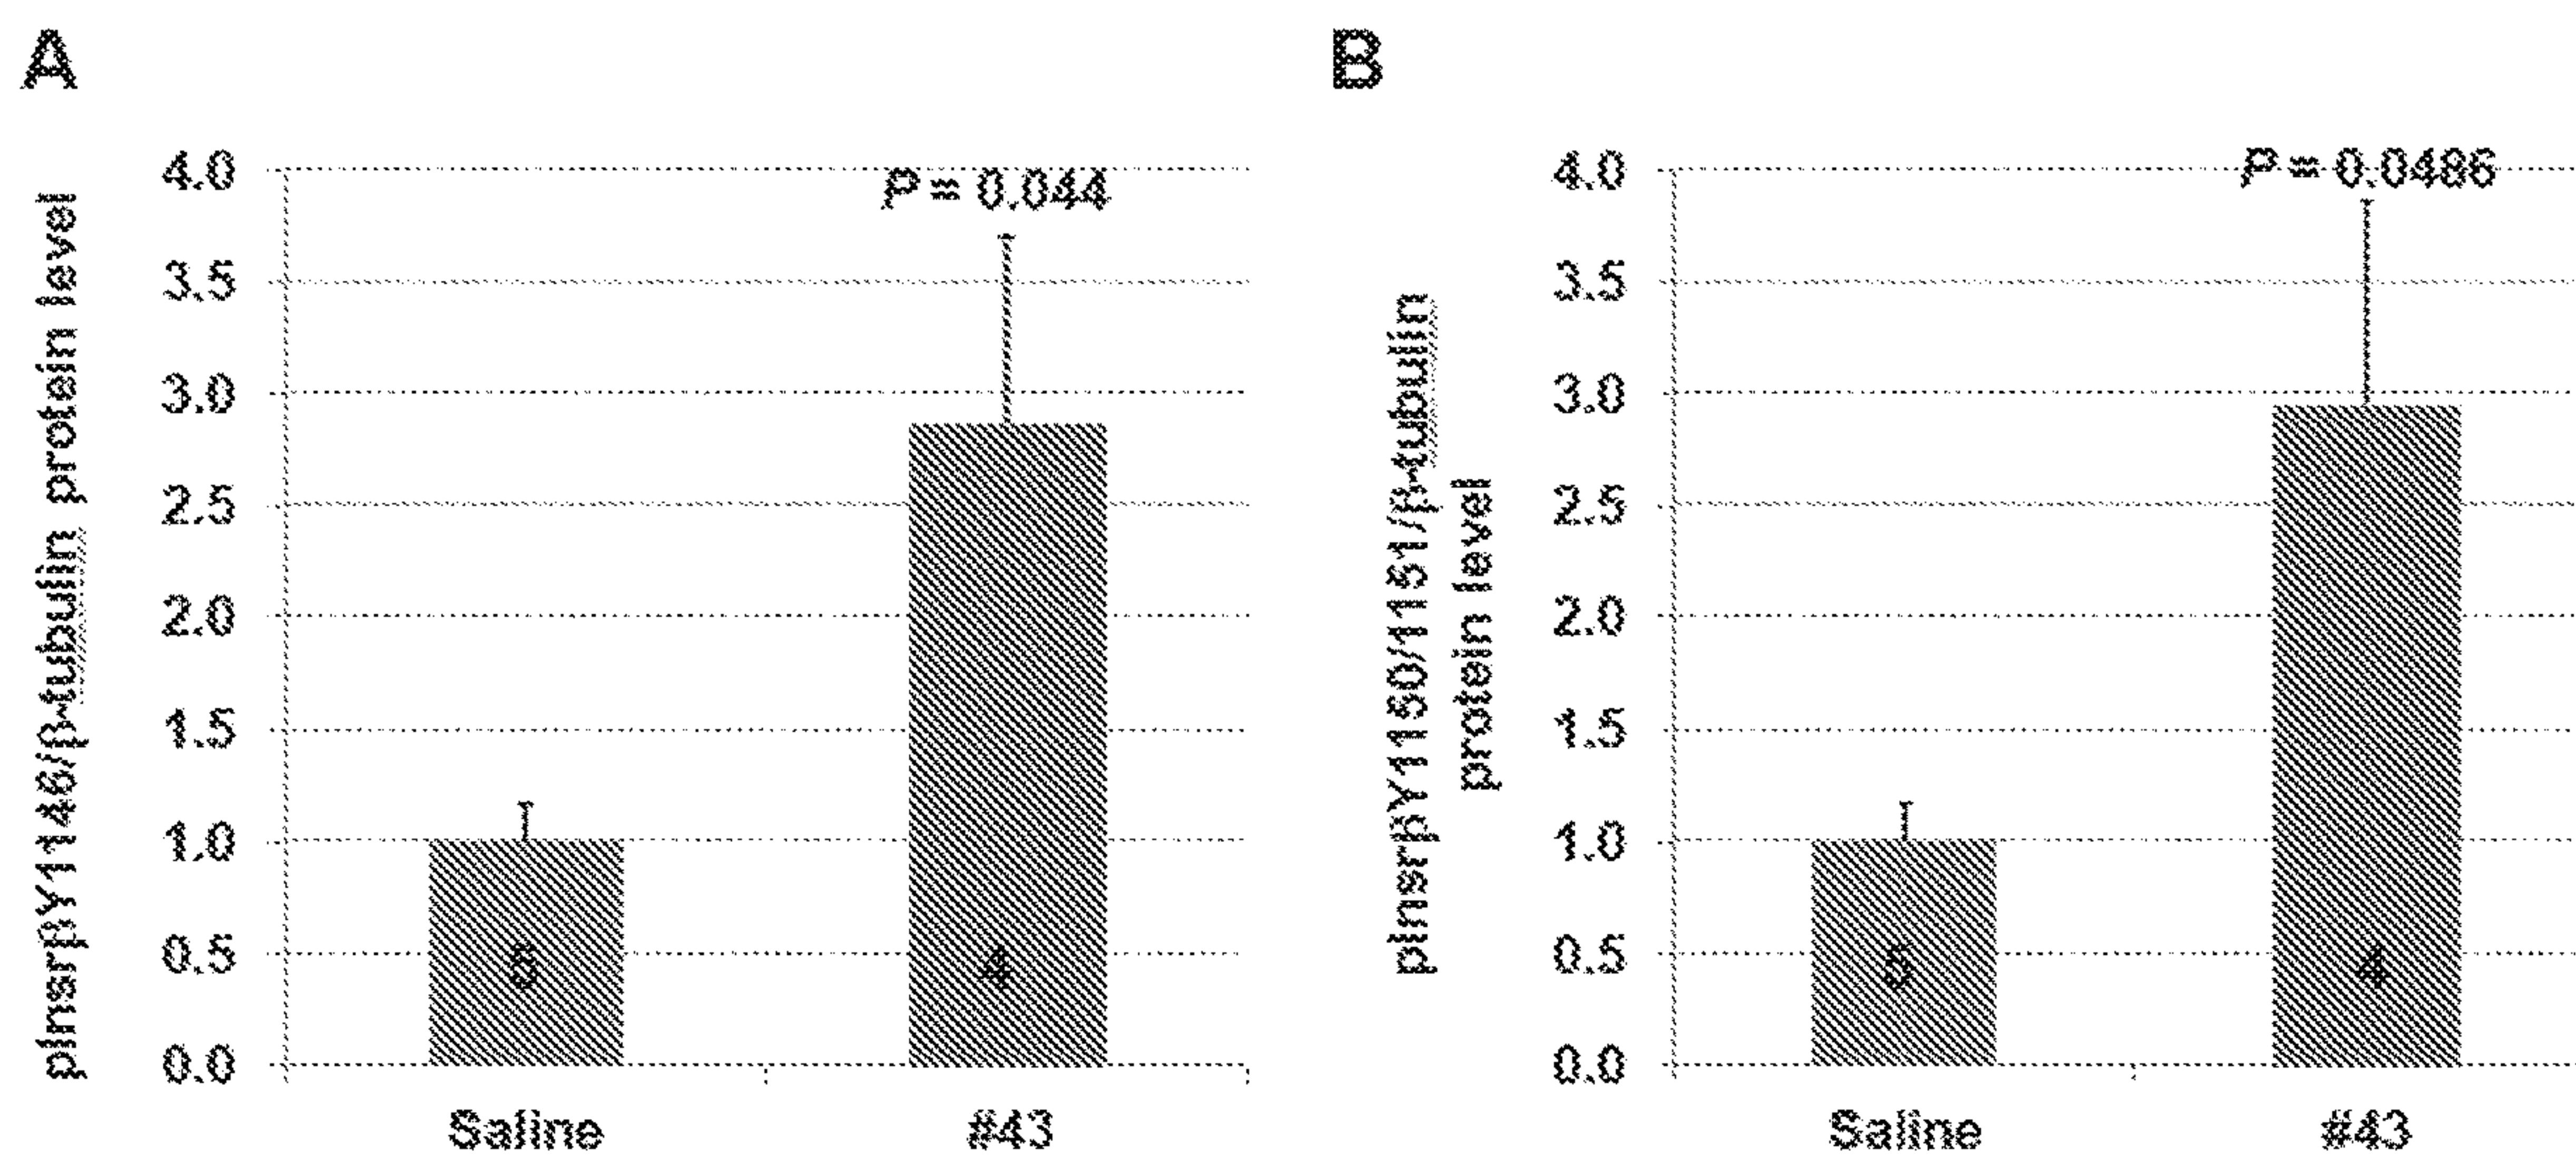 A
pInsrβY1146/β-tubulin protein level
4.0
3.5
3.0
2.5
2.0
1.5
1.0
0.5
0.0
P = 0.044
4
Saline
#43
B
pInsrβY1150/1151/β-tubulin
protein level
4.0
3.5
3.0
2.5
2.0
1.5
1.0
0.5
0.0
P = 0.0486
5
4
Saline
#43